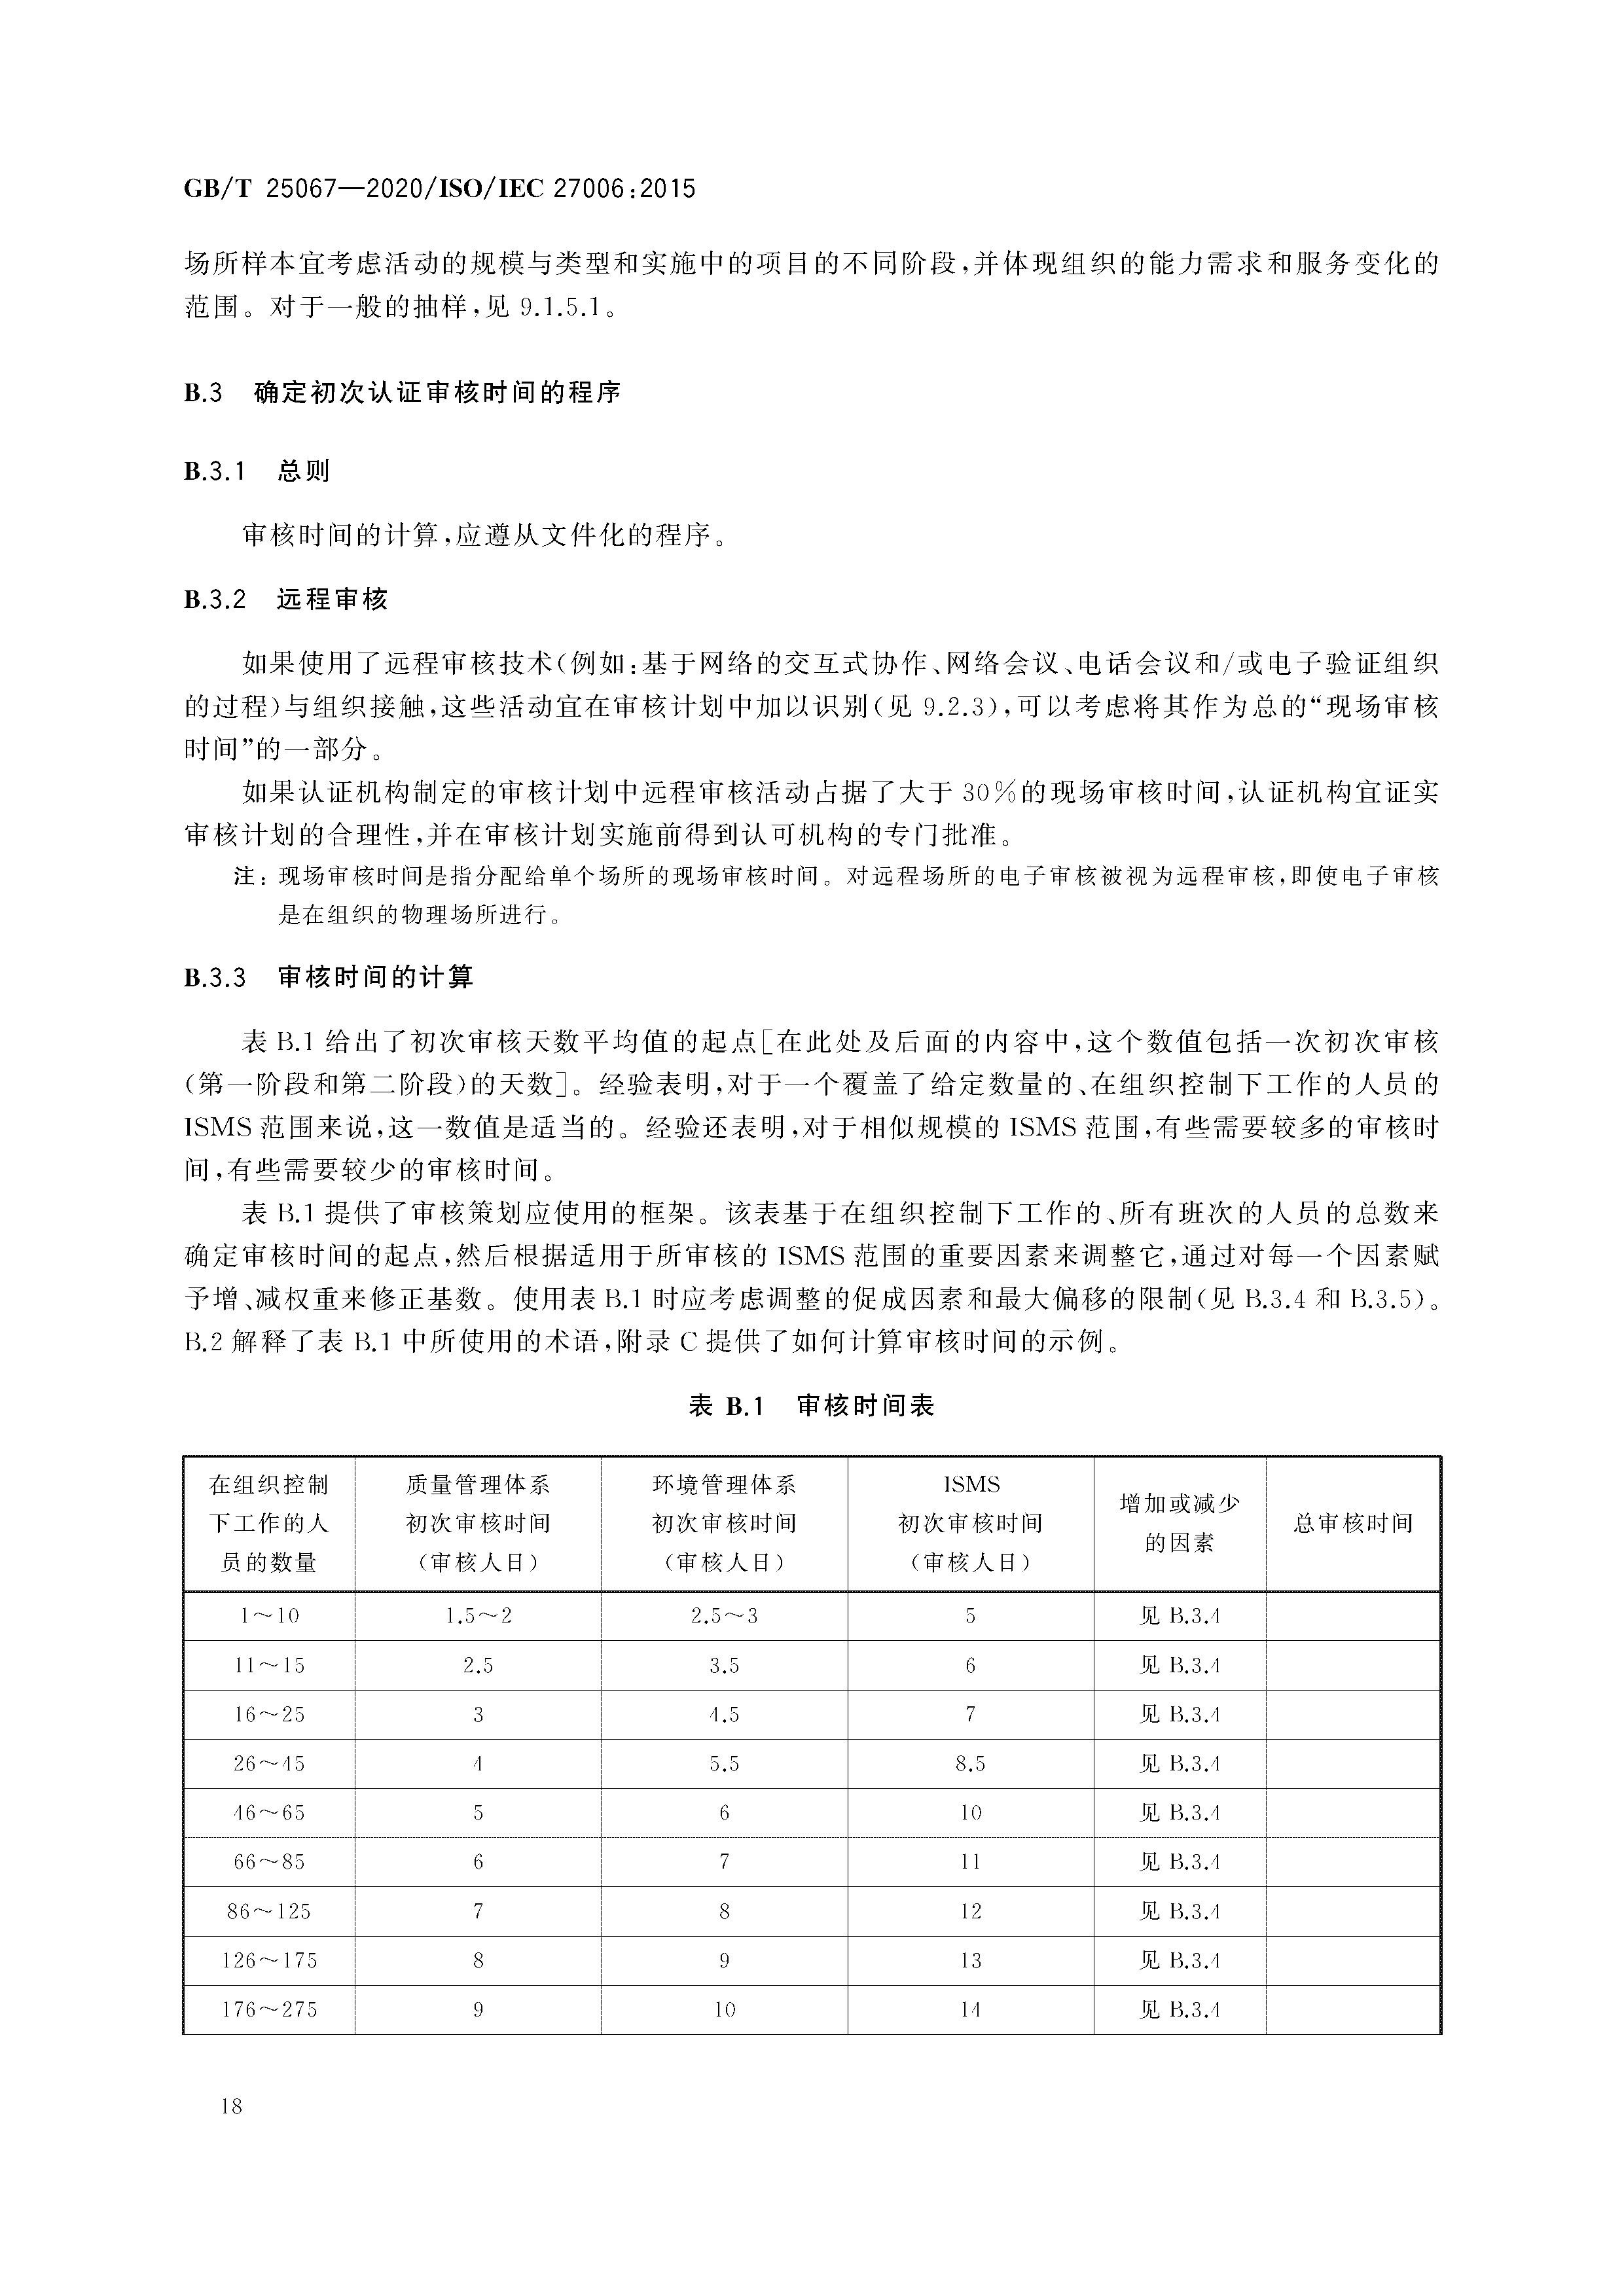 GB/T 25067—2020/ISO/IEC 27006:2015
场所样本宜考虑活动的规模与类型和实施中的项目的不同阶段,并体现组织的能力需求和服务变化的
范围。对于一般的抽样,见 9.1.5.1。
B.3 确定初次认证审核时间的程序
B.3.1 总则
审核时间的计算,应遵从文件化的程序。
B.3.2 远程审核
如果使用了远程审核技术(例如:基于网络的交互式协作、网络会议、电话会议和/或电子验证组织
的过程)与组织接触,这些活动宜在审核计划中加以识别(见 9.2.3),可以考虑将其作为总的“现场审核
时间”的一部分。
如果认证机构制定的审核计划中远程审核活动占据了大于 30%的现场审核时间,认证机构宜证实
审核计划的合理性,并在审核计划实施前得到认可机构的专门批准。
注:现场审核时间是指分配给单个场所的现场审核时间。对远程场所的电子审核被视为远程审核,即使电子审核
是在组织的物理场所进行。
B.3.3 审核时间的计算
表 B.1 给出了初次审核天数平均值的起点[在此处及后面的内容中,这个数值包括一次初次审核
(第一阶段和第二阶段)的天数]。经验表明,对于一个覆盖了给定数量的、在组织控制下工作的人员的
ISMS 范围来说,这一数值是适当的。经验还表明,对于相似规模的 ISMS 范围,有些需要较多的审核时
间,有些需要较少的审核时间。
表 B.1 提供了审核策划应使用的框架。该表基于在组织控制下工作的、所有班次的人员的总数来
确定审核时间的起点,然后根据适用于所审核的 ISMS 范围的重要因素来调整它,通过对每一个因素赋
予增、减权重来修正基数。使用表 B.1 时应考虑调整的促成因素和最大偏移的限制(见 B.3.4 和 B.3.5)。
B.2 解释了表 B.1 中所使用的术语,附录 C 提供了如何计算审核时间的示例。
表 B.1 审核时间表
在组织控制
下工作的人
员的数量
质量管理体系
初次审核时间
(审核人日)
环境管理体系
初次审核时间
(审核人日)
ISMS
初次审核时间
(审核人日)
增加或减少
的因素
总审核时间
1～10 1.5～2 2.5～3 5 见 B.3.4
11～15 2.5 3.5 6 见 B.3.4
16～25 3 4.5 7 见 B.3.4
26～45 4 5.5 8.5 见 B.3.4
46～65 5 6 10 见 B.3.4
66～85 6 7 11 见 B.3.4
86～125 7 8 12 见 B.3.4
126～175 8 9 13 见 B.3.4
176～275 9 10 14 见 B.3.4
18